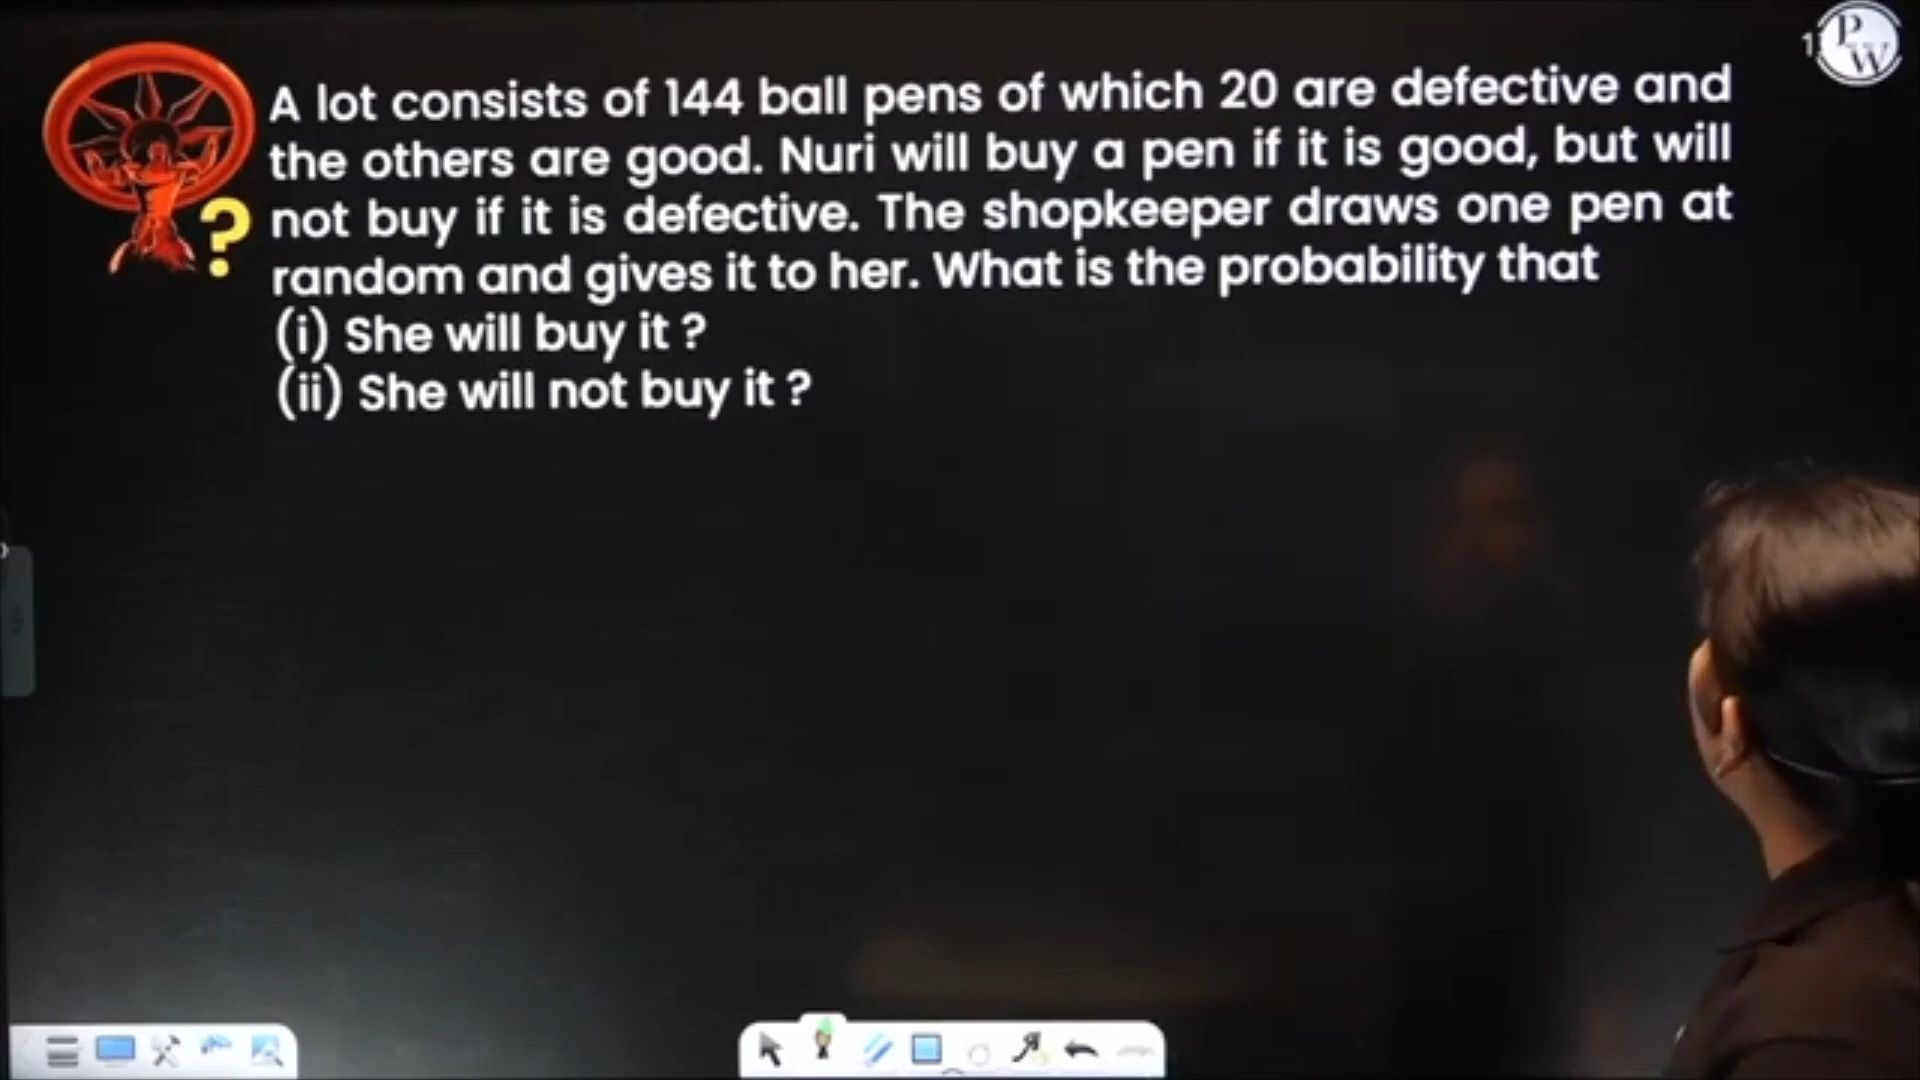 A lot consists of 144 ball pens of which 20 are defective and
the others are good. Nuri will buy a pen if it is good, but will
not buy if it is defective. The shopkeeper draws one pen at
random and gives it to her. What is the probability that
(i) She will buy it ?
(ii) She will not buy it ?
?
PW